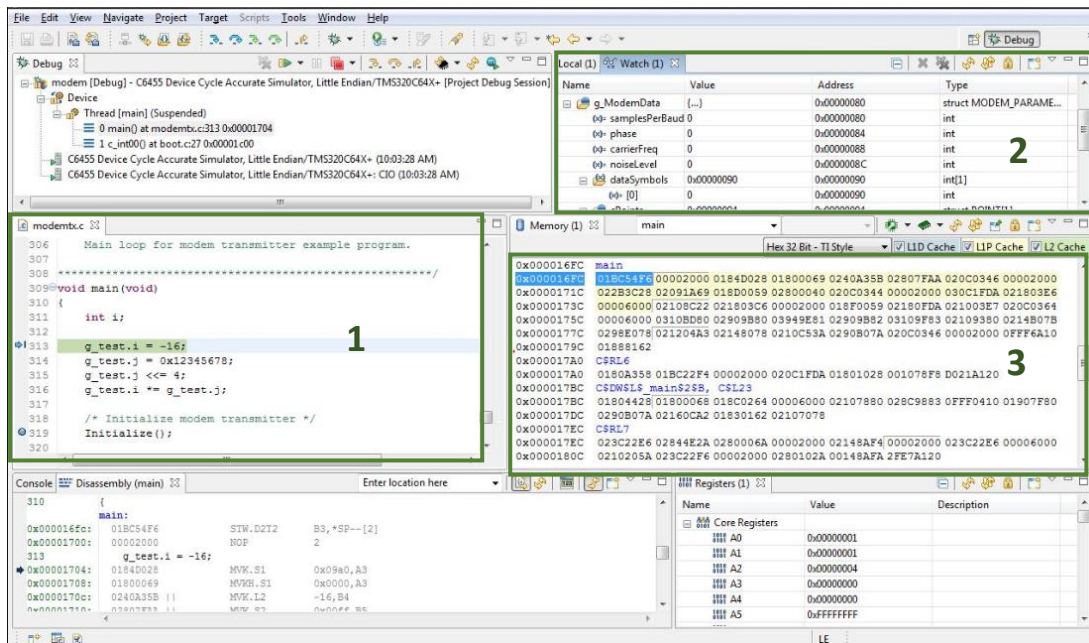 File Edit View Navigate Project Target Scripts Tools Window Help
Debug
Debug
modem [Debug] - C6455 Device Cycle Accurate Simulator, Little Endian/TMS320C64X+ [Project Debug Session]
Device
Thread [main] (Suspended)
0 main() at modemtx.c:313 0x00001704
1 c_int00() at boot.c:27 0x00001c00
C6455 Device Cycle Accurate Simulator, Little Endian/TMS320C64X+ (10:03:28 AM)
C6455 Device Cycle Accurate Simulator, Little Endian/TMS320C64X+: CIO (10:03:28 AM)
Local (1) Watch (1)
Name Value Address Type
g_ModemData {...} 0x00000080 struct MODEM_PARAME...
(x)= samplesPerBaud 0 0x00000080 int
(x)= phase 0 0x00000084 int
(x)= carrierFreq 0 0x00000088 int
(x)= noiseLevel 0 0x0000008C int
dataSymbols 0x00000090 0x00000090 int[1]
(x)= [0] 0 0x00000090 int
2
modemtx.c
306 Main loop for modem transmitter example program.
307
308 ****************************************************/
309 void main(void)
310 {
311 int i;
312
313 g_test.i = -16;
314 g_test.j = 0x12345678;
315 g_test.j <<= 4;
316 g_test.i *= g_test.j;
317
318 /* Initialize modem transmitter */
319 Initialize();
320
1
Memory (1) main
Hex 32 Bit - TI Style L1D Cache L1P Cache L2 Cache
0x000016FC main
0x000016FC 01BC54F6 00002000 0184D028 01800069 0240A35B 02807FAA 020C0346 00002000
0x0000171C 022B3C28 02091A69 018D0059 02800040 020C0344 00002000 030C1FDA 021803E6
0x0000173C 00006000 02108C22 021803C6 00002000 018F0059 02180FDA 021003E7 020C0364
0x0000175C 00006000 0310BD80 02909B80 03949E81 02909B82 03109F83 02109380 0214B07B
0x0000177C 0298E078 021204A3 02148078 0210C53A 0290B07A 020C0346 00002000 0FFF6A10
0x0000179C 01888162
0x000017A0 C$RL6
0x000017A0 0180A358 01BC22F4 00002000 020C1FDA 01801028 001078F8 D021A120
0x000017BC C$DW$L$_main$2$B, C$L23
0x000017BC 01804428 01800068 018C0264 00006000 02107880 028C9883 0FFF0410 01907F80
0x000017DC 0290B07A 02160CA2 01830162 02107078
0x000017EC C$RL7
0x000017EC 023C22E6 02844E2A 0280006A 00002000 02148AF4 00002000 023C22E6 00006000
0x0000180C 0210205A 023C22F6 00002000 0280102A 00148AFA 2FE7A120
3
Console Disassembly (main) Enter location here
310 {
main:
0x000016fc: 01BC54F6 STW.D2T2 B3,*SP--[2]
0x00001700: 00002000 NOP 2
313 g_test.i = -16;
0x00001704: 0184D028 MVK.S1 0x09a0,A3
0x00001708: 01800069 MVKH.S1 0x0000,A3
0x0000170c: 0240A35B || MVK.L2 -16,B4
0x00001710: 02807FAA || MVK.S2 0x00ff,B5
Registers (1)
Name Value Description
Core Registers
A0 0x00000001
A1 0x00000001
A2 0x00000004
A3 0x00000000
A4 0x00000000
A5 0xFFFFFFFF
LE